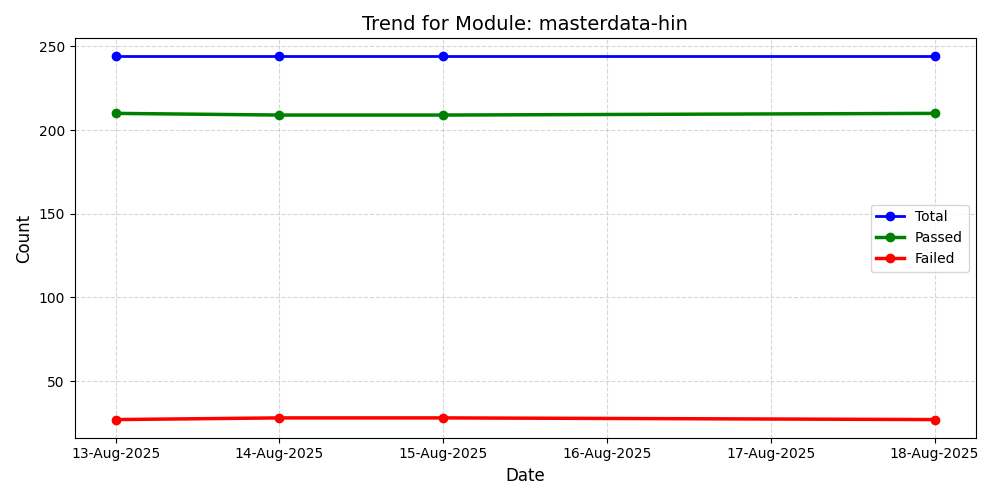 Trend for Module: masterdata-hin
250
200
150
100
50
Count
Total
Passed
Failed
13-Aug-2025 14-Aug-2025 15-Aug-2025 16-Aug-2025 17-Aug-2025 18-Aug-2025
Date